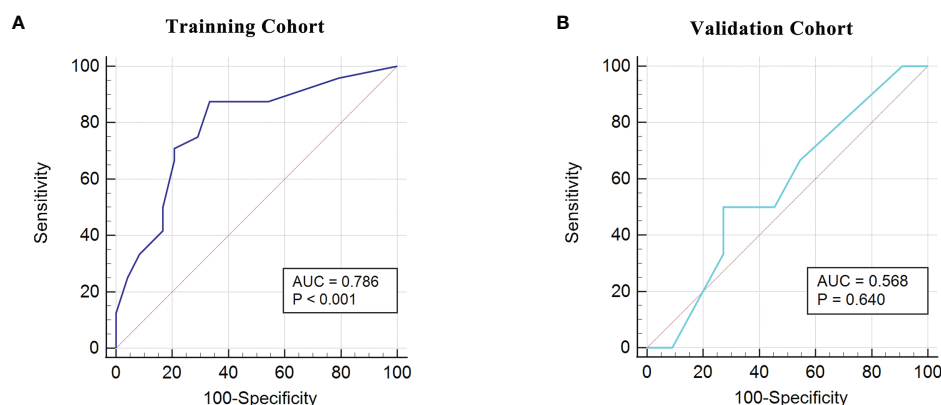 A
Trainning Cohort
100
80
60
40
20
0
Sensitivity
AUC = 0.786
P < 0.001
0 20 40 60 80 100
100-Specificity
B
Validation Cohort
100
80
60
40
20
0
Sensitivity
AUC = 0.568
P = 0.640
0 20 40 60 80 100
100-Specificity